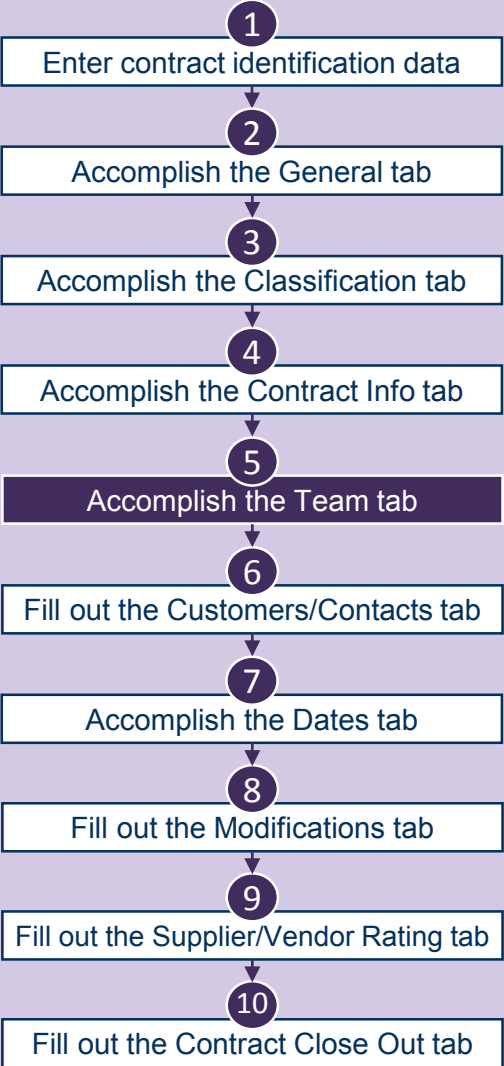 1
Enter contract identification data
2
Accomplish the General tab
3
Accomplish the Classification tab
4
Accomplish the Contract Info tab
5
Accomplish the Team tab
6
Fill out the Customers/Contacts tab
7
Accomplish the Dates tab
8
Fill out the Modifications tab
9
Fill out the Supplier/Vendor Rating tab
10
Fill out the Contract Close Out tab